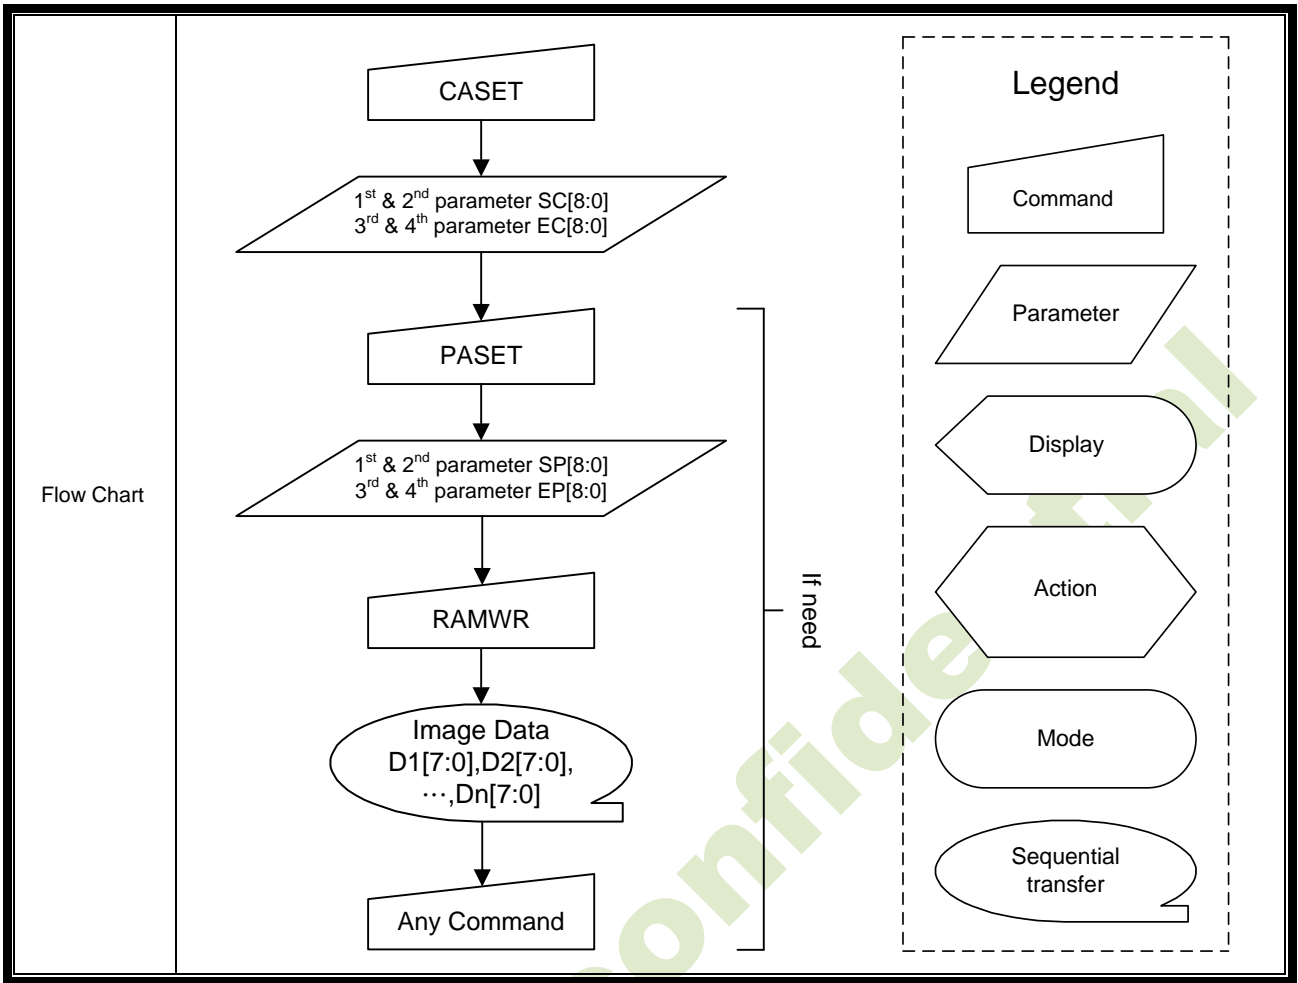 Flow Chart
CASET
1st & 2nd parameter SC[8:0]
3rd & 4th parameter EC[8:0]
PASET
1st & 2nd parameter SP[8:0]
3rd & 4th parameter EP[8:0]
RAMWR
Image Data
D1[7:0],D2[7:0],
⋯,Dn[7:0]
Any Command
If need
Legend
Command
Parameter
Display
Action
Mode
Sequential
transfer